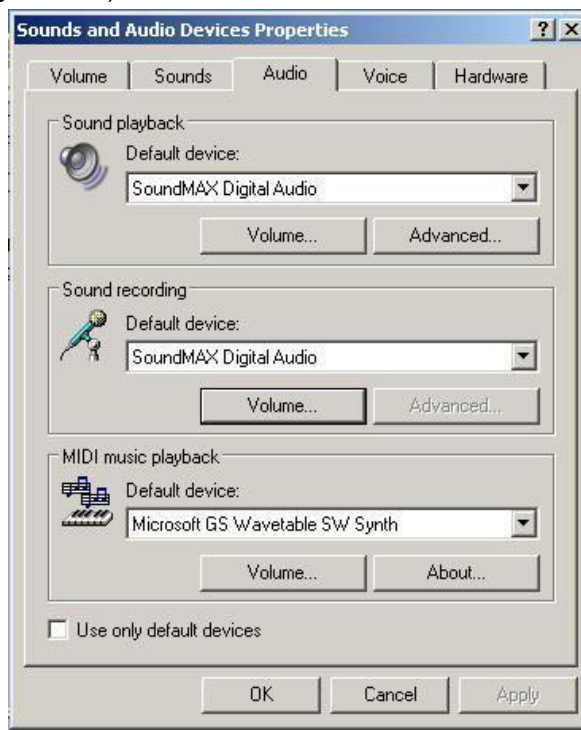 Sounds and Audio Devices Properties
Volume Sounds Audio Voice Hardware
Sound playback
Default device:
SoundMAX Digital Audio
Volume... Advanced...
Sound recording
Default device:
SoundMAX Digital Audio
Volume... Advanced...
MIDI music playback
Default device:
Microsoft GS Wavetable SW Synth
Volume... About...
Use only default devices
OK Cancel Apply